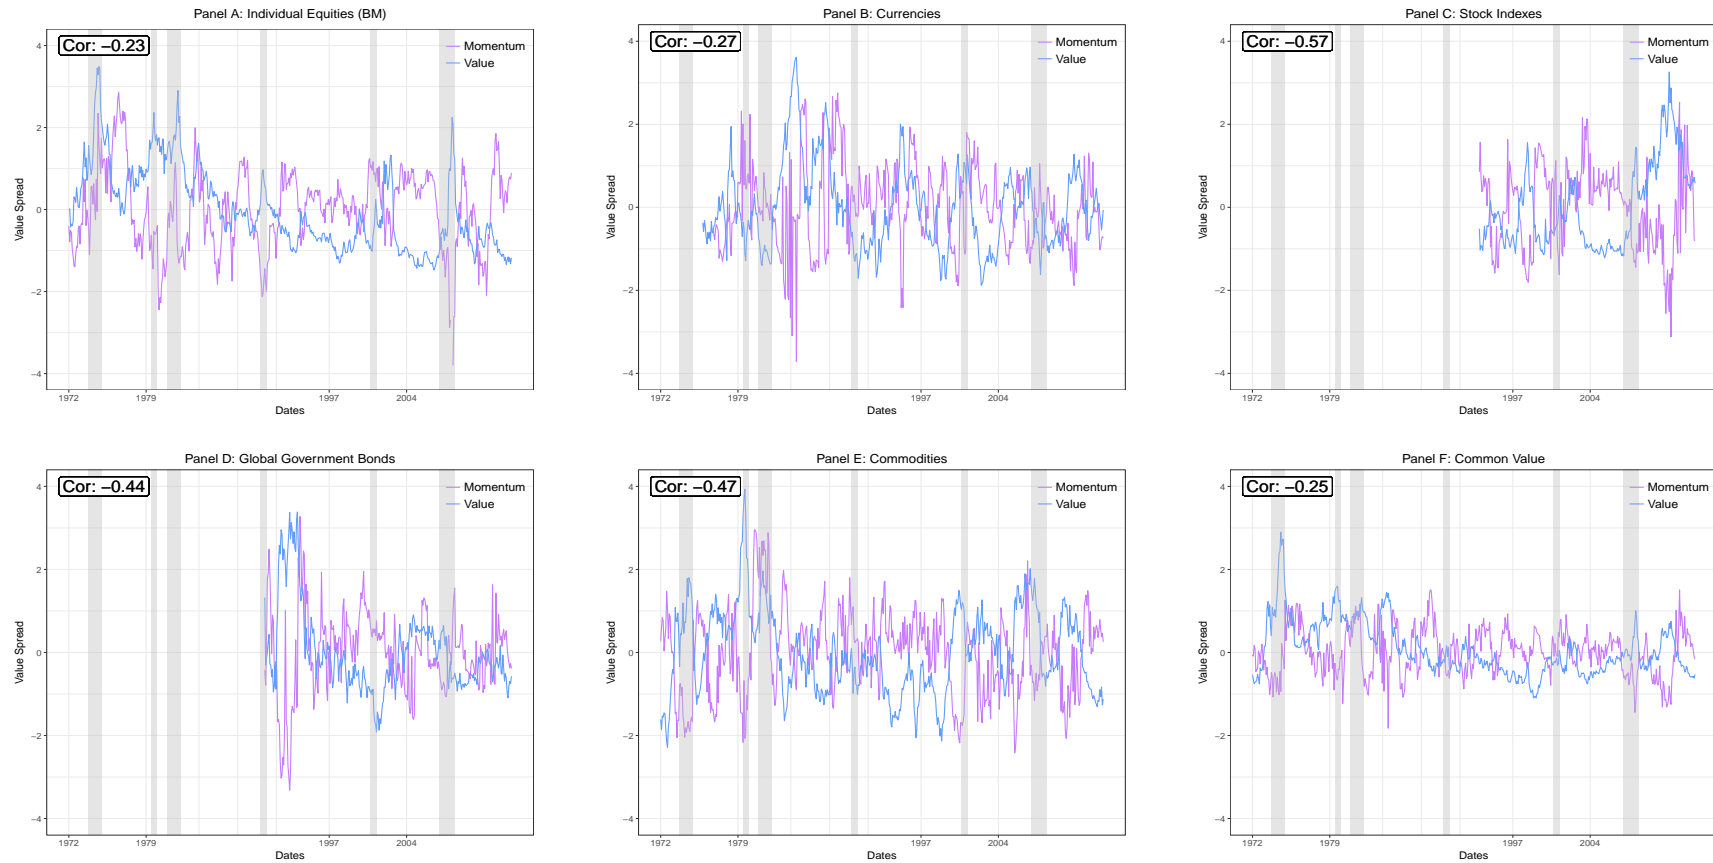 Panel A: Individual Equities (BM)
Cor: −0.23
Momentum
Value
4
2
0
−2
−4
Value Spread
1972
1979
1997
2004
Dates
Panel B: Currencies
Cor: −0.27
Momentum
Value
4
2
0
−2
−4
Value Spread
1972
1979
1997
2004
Dates
Panel C: Stock Indexes
Cor: −0.57
Momentum
Value
4
2
0
−2
−4
Value Spread
1972
1979
1997
2004
Dates
Panel D: Global Government Bonds
Cor: −0.44
Momentum
Value
4
2
0
−2
−4
Value Spread
1972
1979
1997
2004
Dates
Panel E: Commodities
Cor: −0.47
Momentum
Value
4
2
0
−2
−4
Value Spread
1972
1979
1997
2004
Dates
Panel F: Common Value
Cor: −0.25
Momentum
Value
4
2
0
−2
−4
Value Spread
1972
1979
1997
2004
Dates